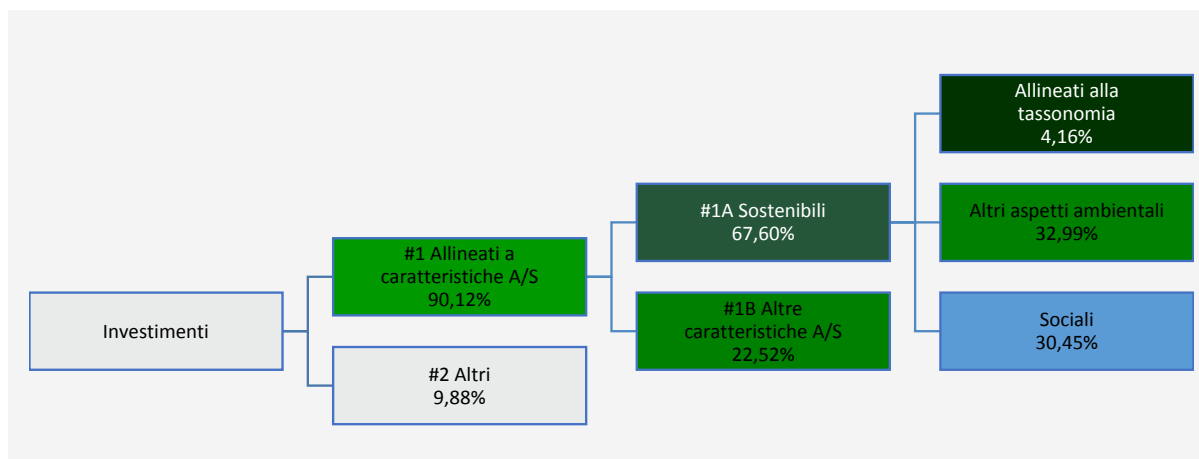 Investimenti
#1 Allineati a
caratteristiche A/S
90,12%
#2 Altri
9,88%
#1A Sostenibili
67,60%
#1B Altre
caratteristiche A/S
22,52%
Allineati alla
tassonomia
4,16%
Altri aspetti ambientali
32,99%
Sociali
30,45%